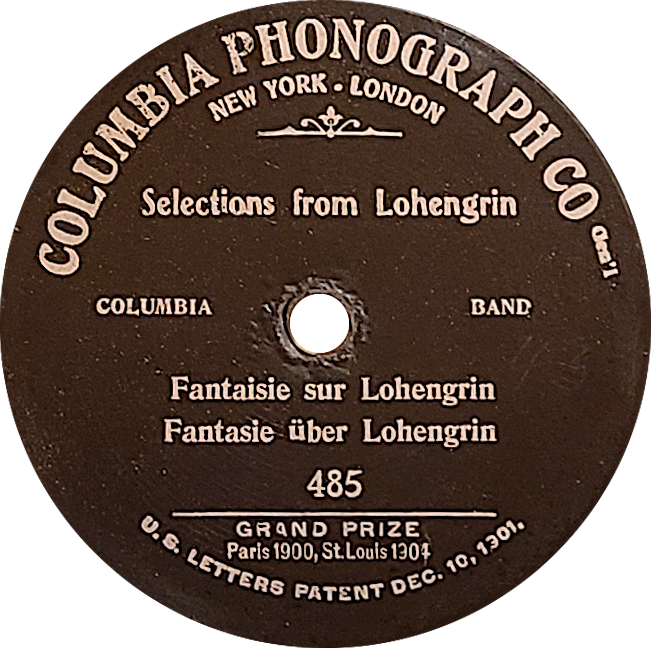 COLUMBIA PHONOGRAPH CO Gen'l
NEW YORK - LONDON
Selections from Lohengrin
COLUMBIA BAND
Fantaisie sur Lohengrin
Fantasie über Lohengrin
485
GRAND PRIZE
Paris 1900, St. Louis 1904
U.S. LETTERS PATENT DEC. 10, 1901.